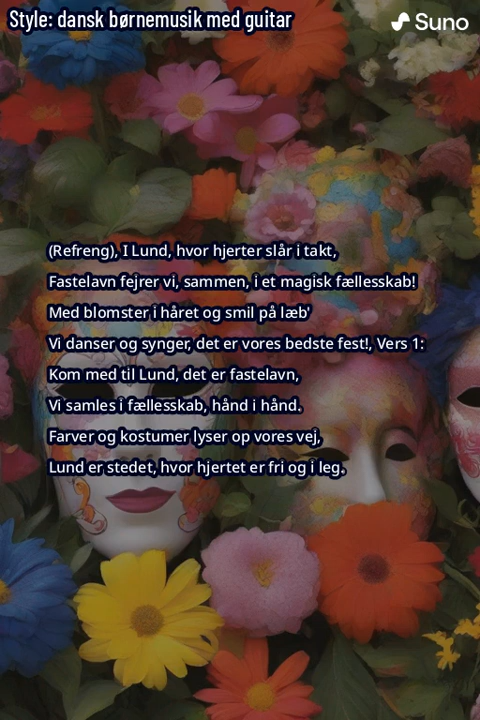 Style: dansk børnemusik med guitar
Suno
(Refreng), I Lund, hvor hjerter slår i takt,
Fastelavn fejrer vi, sammen, i et magisk fællesskab!
Med blomster i håret og smil på læb'
Vi danser og synger, det er vores bedste fest!, Vers 1:
Kom med til Lund, det er fastelavn,
Vi samles i fællesskab, hånd i hånd.
Farver og kostumer lyser op vores vej,
Lund er stedet, hvor hjertet er fri og i leg.